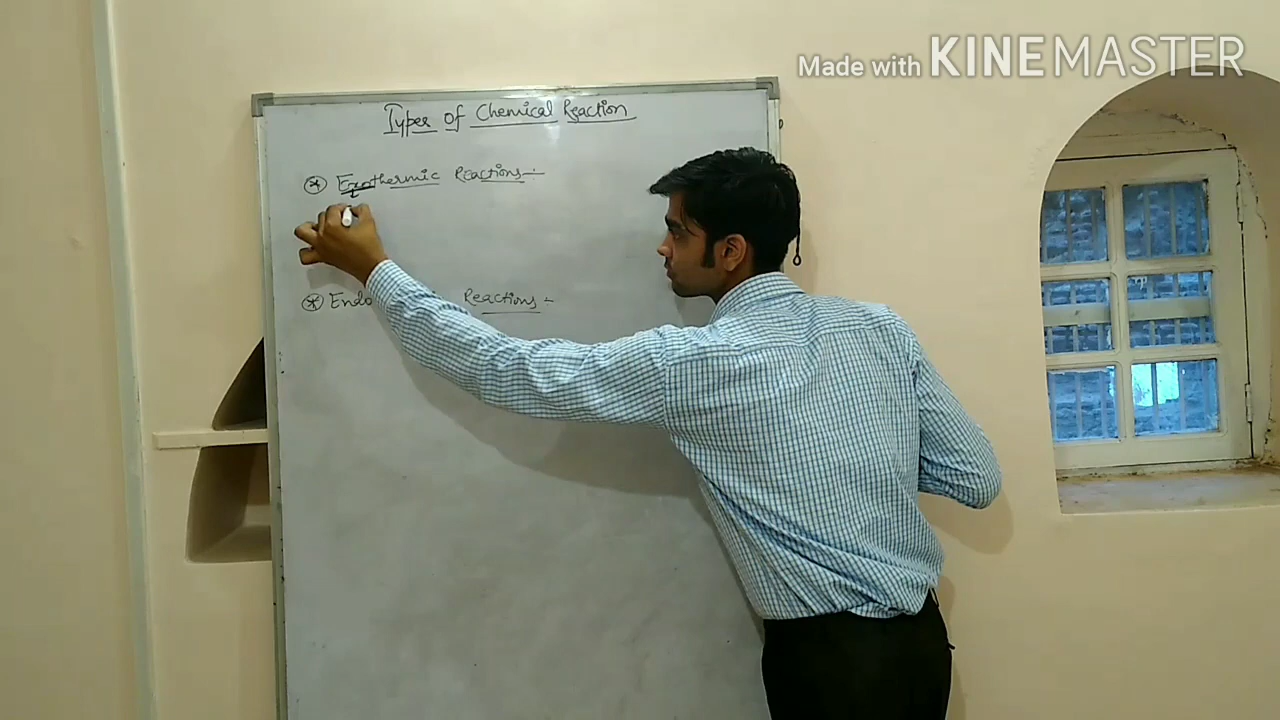 Made with KINEMASTER
Types of Chemical Reaction
* Exothermic Reactions:-
* Endo Reactions :-